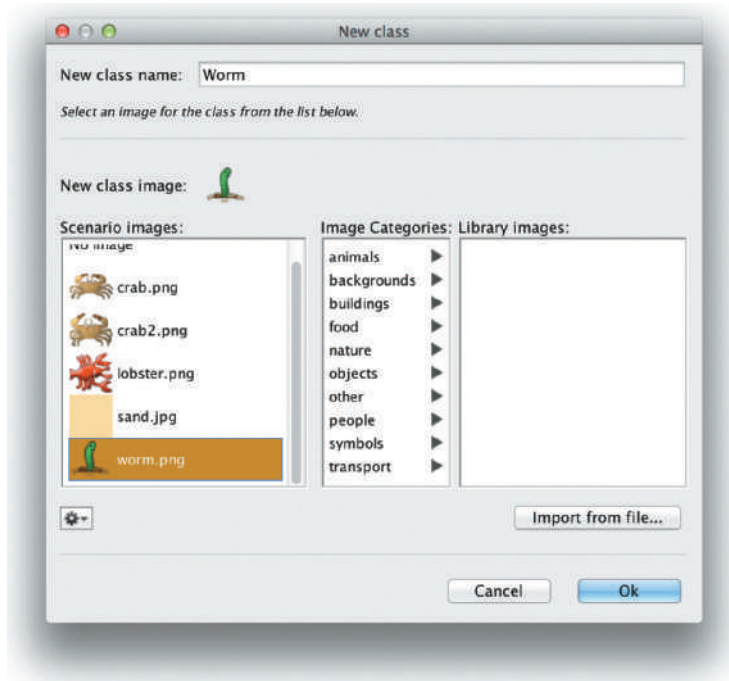 New class
New class name: Worm
Select an image for the class from the list below.
New class image:
Scenario images:
No image
crab.png
crab2.png
lobster.png
sand.jpg
worm.png
Image Categories:
animals
backgrounds
buildings
food
nature
objects
other
people
symbols
transport
Library images:
Import from file...
Cancel
Ok